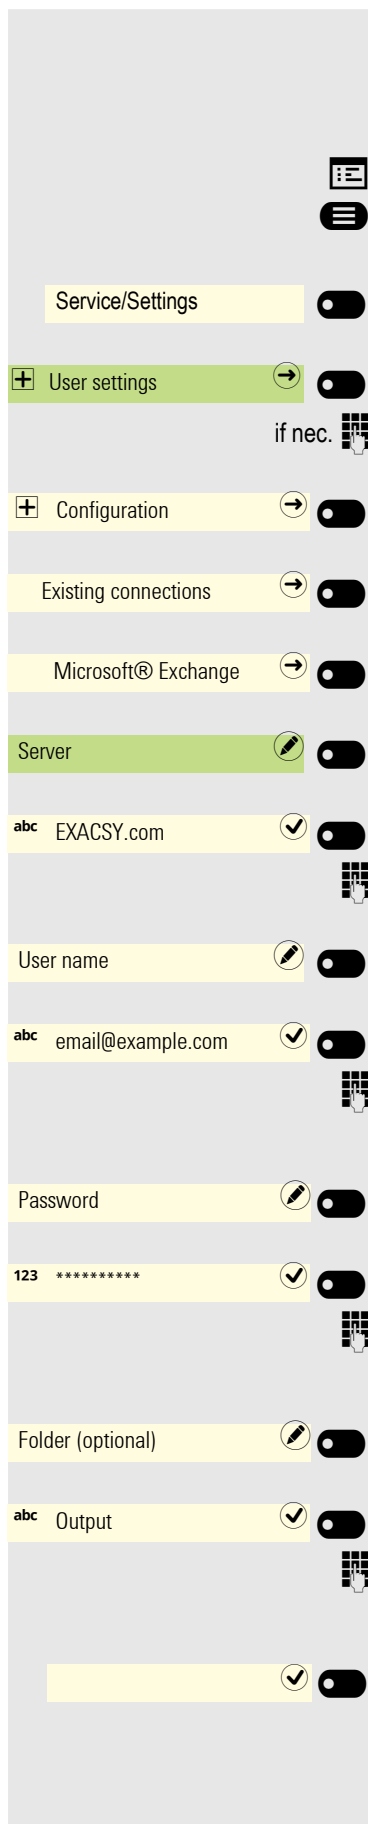 Service/Settings
User settings
if nec.
Configuration
Existing connections
Microsoft® Exchange
Server
abc EXACSY.com
User name
abc email@example.com
Password
123 **********
Folder (optional)
abc Output